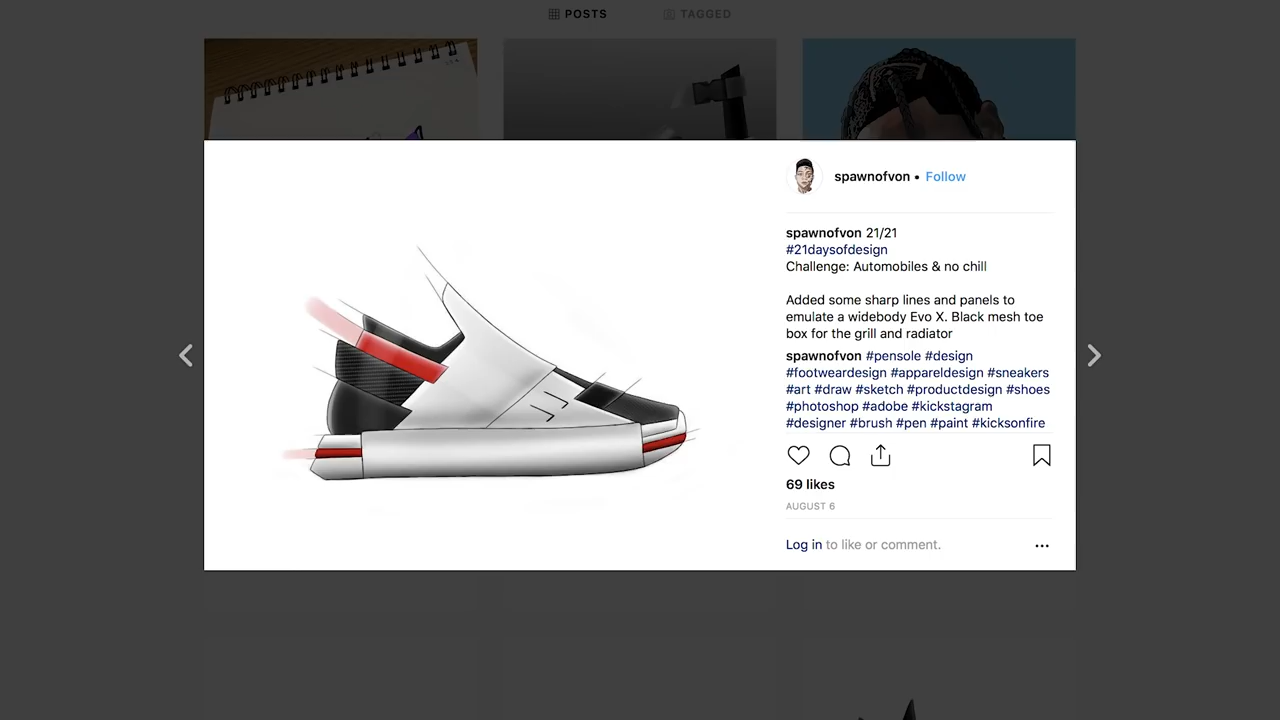 POSTS
TAGGED
spawnofvon • Follow
spawnofvon 21/21
#21daysofdesign
Challenge: Automobiles & no chill
Added some sharp lines and panels to
emulate a widebody Evo X. Black mesh toe
box for the grill and radiator
spawnofvon #pensole #design
#footweardesign #appareldesign #sneakers
#art #draw #sketch #productdesign #shoes
#photoshop #adobe #kickstagram
#designer #brush #pen #paint #kicksonfire
69 likes
AUGUST 6
Log in to like or comment.